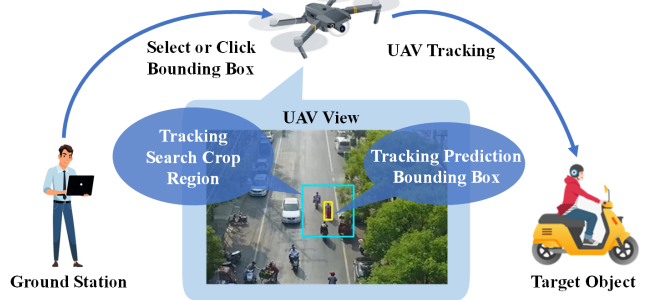 Select or Click
Bounding Box
UAV Tracking
UAV View
Tracking
Search Crop
Region
Tracking Prediction
Bounding Box
Ground Station
Target Object